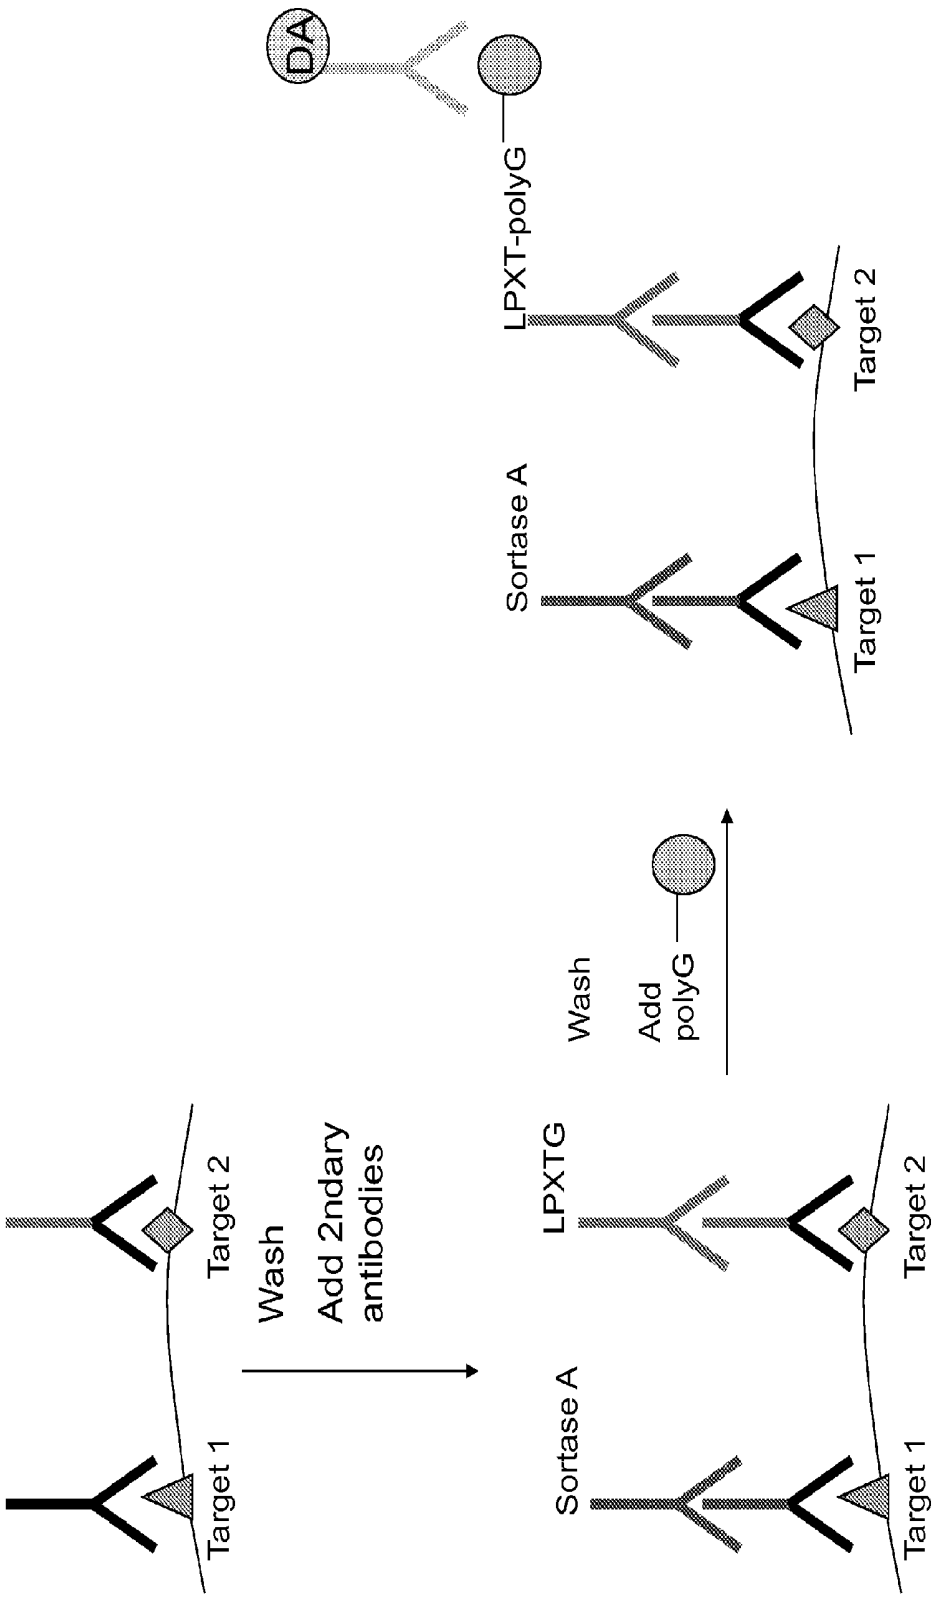 Target 1
Target 2
Wash
Add 2ndary
antibodies
Sortase A
LPXTG
Target 1
Target 2
Wash
Add
polyG
Sortase A
LPXT-polyG
DA
Target 1
Target 2